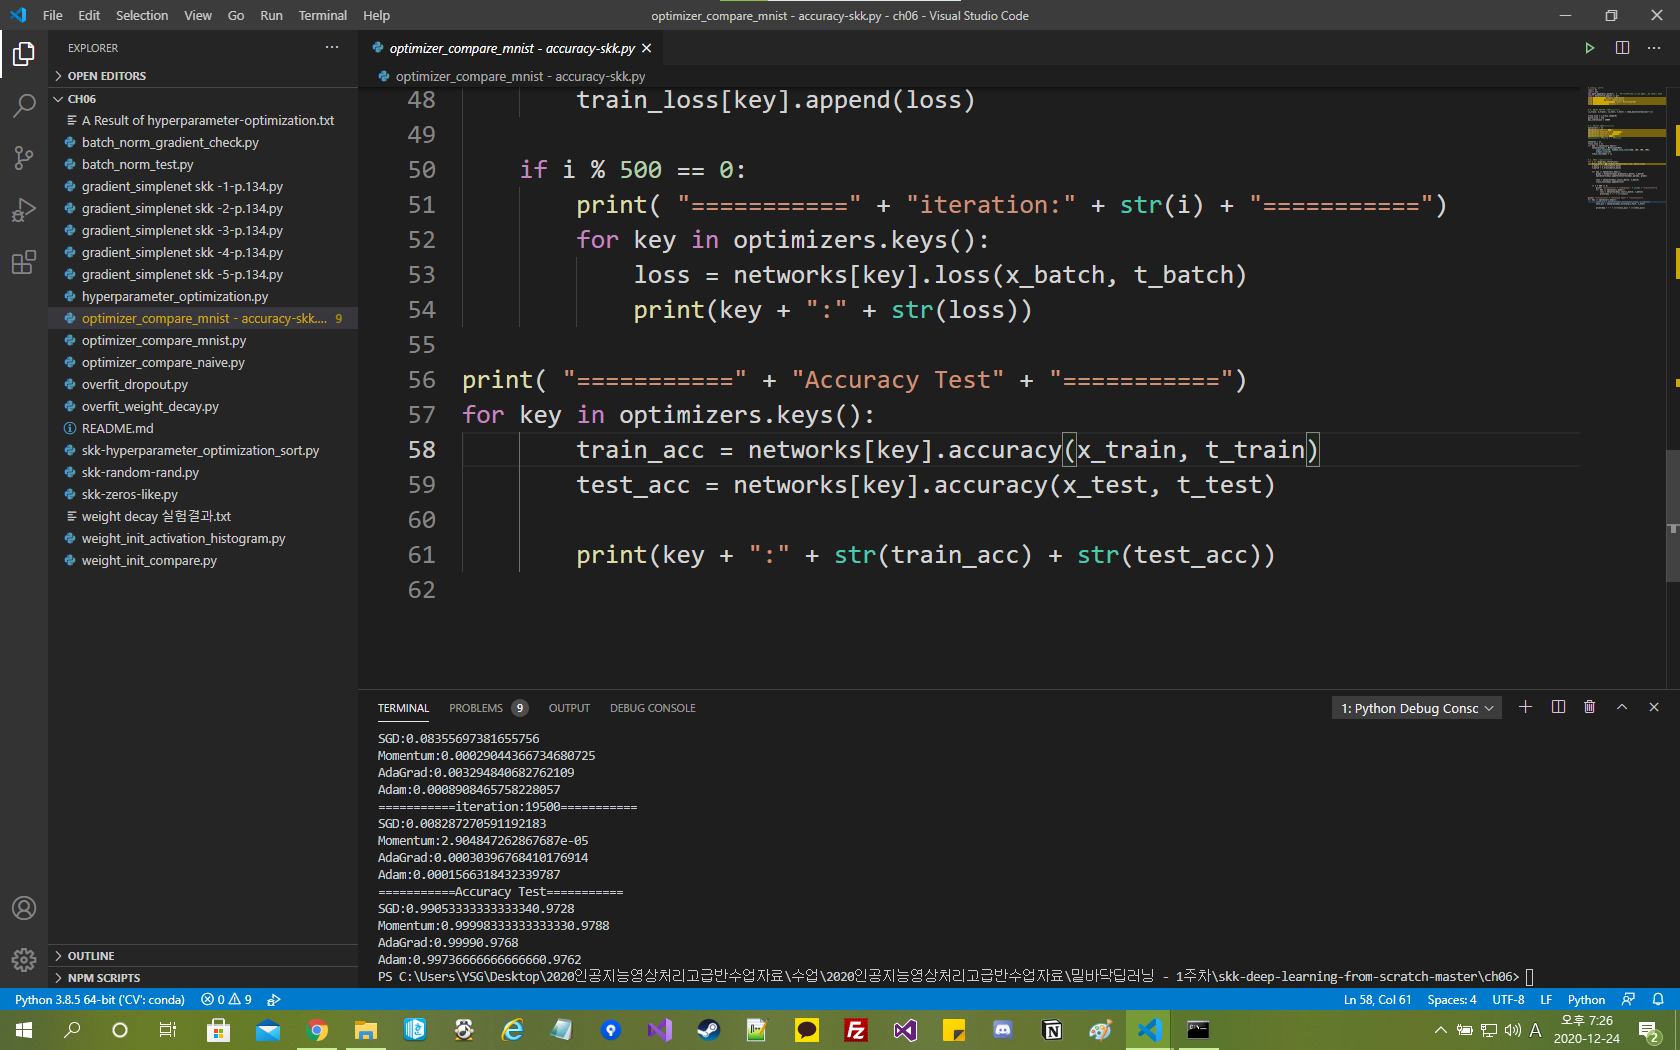 File Edit Selection View Go Run Terminal Help
optimizer_compare_mnist - accuracy-skk.py - ch06 - Visual Studio Code
EXPLORER
OPEN EDITORS
CH06
A Result of hyperparameter-optimization.txt
batch_norm_gradient_check.py
batch_norm_test.py
gradient_simplenet skk -1-p.134.py
gradient_simplenet skk -2-p.134.py
gradient_simplenet skk -3-p.134.py
gradient_simplenet skk -4-p.134.py
gradient_simplenet skk -5-p.134.py
hyperparameter_optimization.py
optimizer_compare_mnist - accuracy-skk.... 9
optimizer_compare_mnist.py
optimizer_compare_naive.py
overfit_dropout.py
overfit_weight_decay.py
README.md
skk-hyperparameter_optimization_sort.py
skk-random-rand.py
skk-zeros-like.py
weight decay 실험결과.txt
weight_init_activation_histogram.py
weight_init_compare.py
OUTLINE
NPM SCRIPTS
optimizer_compare_mnist - accuracy-skk.py
optimizer_compare_mnist - accuracy-skk.py
48 train_loss[key].append(loss)
49
50 if i % 500 == 0:
51 print( "===========" + "iteration:" + str(i) + "===========")
52 for key in optimizers.keys():
53 loss = networks[key].loss(x_batch, t_batch)
54 print(key + ":" + str(loss))
55
56 print( "===========" + "Accuracy Test" + "===========")
57 for key in optimizers.keys():
58 train_acc = networks[key].accuracy(x_train, t_train)
59 test_acc = networks[key].accuracy(x_test, t_test)
60
61 print(key + ":" + str(train_acc) + str(test_acc))
62
TERMINAL PROBLEMS 9 OUTPUT DEBUG CONSOLE
1: Python Debug Consc
SGD:0.08355697381655756
Momentum:0.00029044366734680725
AdaGrad:0.003294840682762109
Adam:0.0008908465758228057
===========iteration:19500===========
SGD:0.008287270591192183
Momentum:2.904847262867687e-05
AdaGrad:0.00030396768410176914
Adam:0.0001566318432339787
===========Accuracy Test===========
SGD:0.99053333333333340.9728
Momentum:0.99998333333333330.9788
AdaGrad:0.99990.9768
Adam:0.99736666666666660.9762
PS C:\Users\YSG\Desktop\2020인공지능영상처리고급반수업자료\수업\2020인공지능영상처리고급반수업자료\밑바닥딥러닝 - 1주차\skk-deep-learning-from-scratch-master\ch06>
Python 3.8.5 64-bit ('CV': conda) 0 9
Ln 58, Col 61 Spaces: 4 UTF-8 LF Python
A 오후 7:26
2020-12-24 2